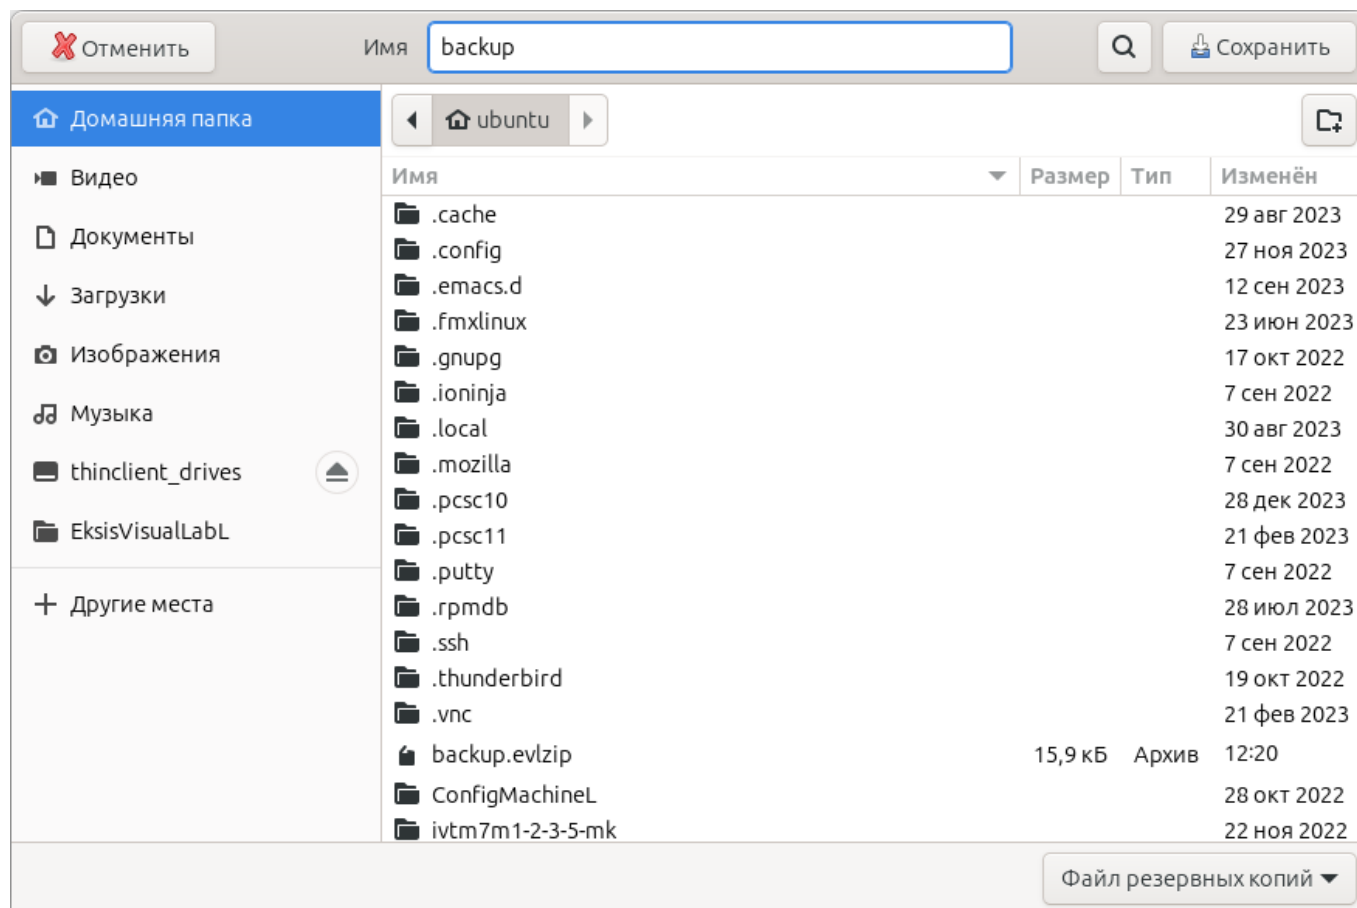 Отменить Имя backup Сохранить
Домашняя папка
Видео
Документы
Загрузки
Изображения
Музыка
thinclient_drives
EksisVisualLabL
Другие места
ubuntu
Имя Размер Тип Изменён
.cache 29 авг 2023
.config 27 ноя 2023
.emacs.d 12 сен 2023
.fmxlinux 23 июн 2023
.gnupg 17 окт 2022
.ioninja 7 сен 2022
.local 30 авг 2023
.mozilla 7 сен 2022
.pcsc10 28 дек 2023
.pcsc11 21 фев 2023
.putty 7 сен 2022
.rpmdb 28 июл 2023
.ssh 7 сен 2022
.thunderbird 19 окт 2022
.vnc 21 фев 2023
backup.evlzip 15,9 кБ Архив 12:20
ConfigMachineL 28 окт 2022
ivtm7m1-2-3-5-mk 22 ноя 2022
Файл резервных копий